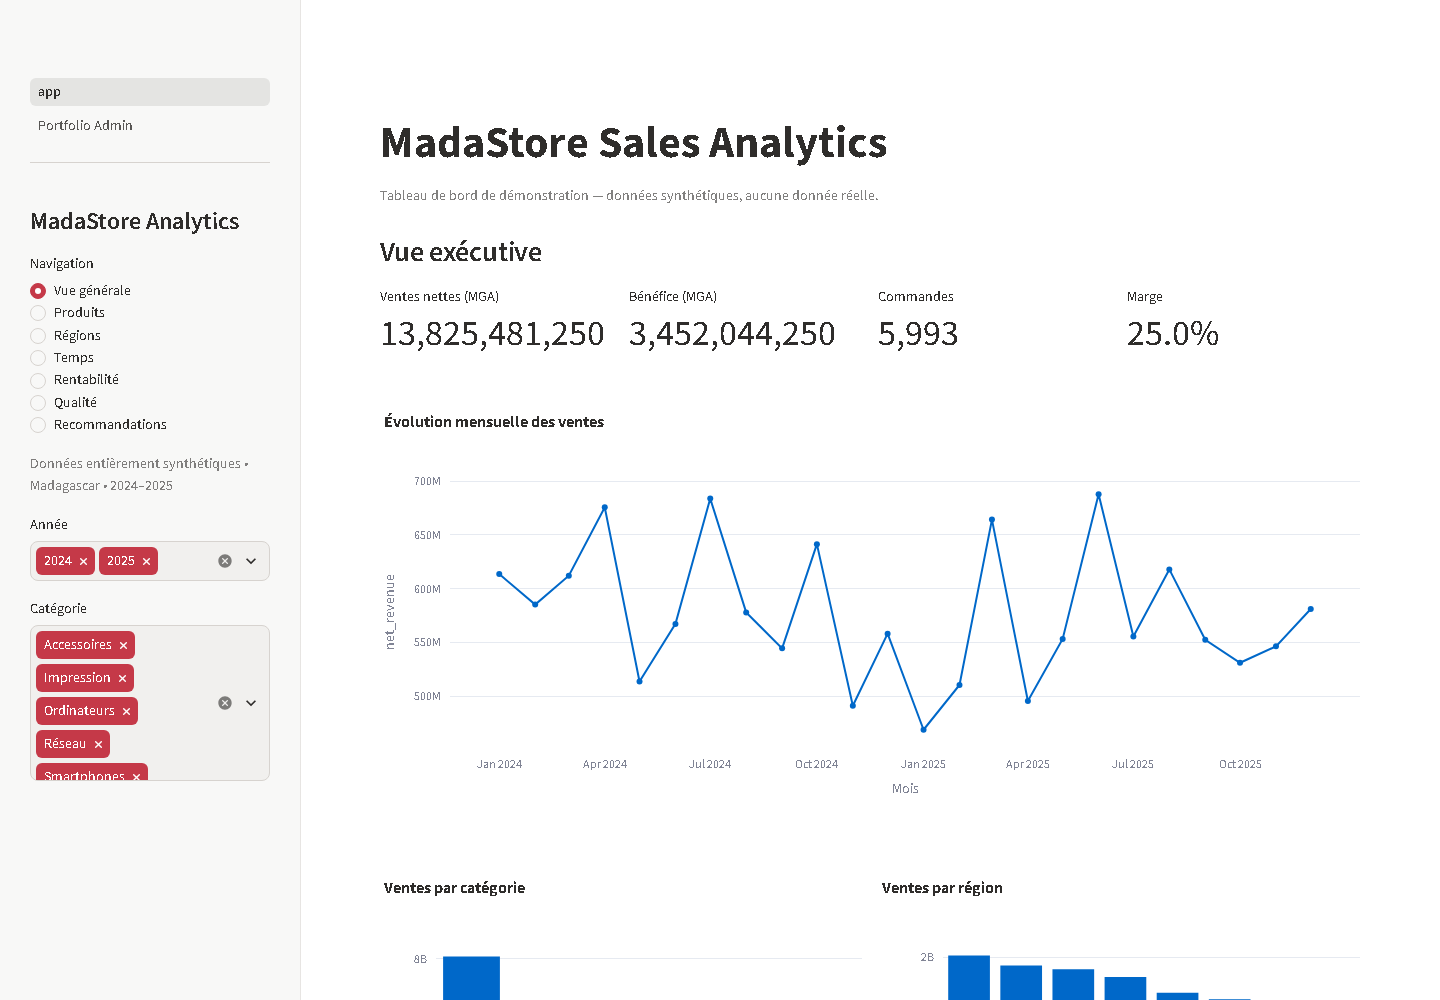 app
Portfolio Admin
MadaStore Analytics
Navigation
Vue générale
Produits
Régions
Temps
Rentabilité
Qualité
Recommandations
Données entièrement synthétiques •
Madagascar • 2024–2025
Année
2024
2025
Catégorie
Accessoires
Impression
Ordinateurs
Réseau
Smartphones
MadaStore Sales Analytics
Tableau de bord de démonstration — données synthétiques, aucune donnée réelle.
Vue exécutive
Ventes nettes (MGA)
13,825,481,250
Bénéfice (MGA)
3,452,044,250
Commandes
5,993
Marge
25.0%
Évolution mensuelle des ventes
700M
650M
600M
550M
500M
net_revenue
Jan 2024
Apr 2024
Jul 2024
Oct 2024
Jan 2025
Apr 2025
Jul 2025
Oct 2025
Mois
Ventes par catégorie
8B
Ventes par région
2B